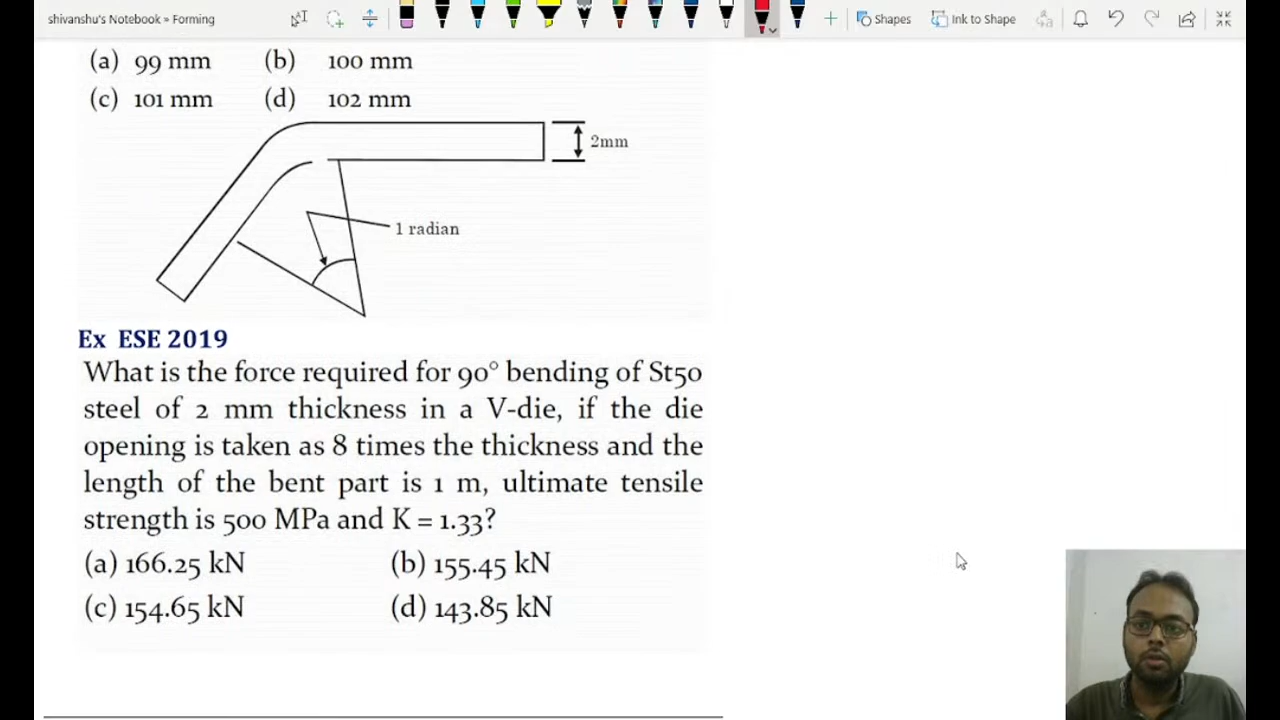 shivanshu's Notebook » Forming
Shapes
Ink to Shape
(a) 99 mm (b) 100 mm
(c) 101 mm (d) 102 mm
2mm
1 radian
Ex ESE 2019
What is the force required for 90° bending of St50
steel of 2 mm thickness in a V-die, if the die
opening is taken as 8 times the thickness and the
length of the bent part is 1 m, ultimate tensile
strength is 500 MPa and K = 1.33?
(a) 166.25 kN (b) 155.45 kN
(c) 154.65 kN (d) 143.85 kN